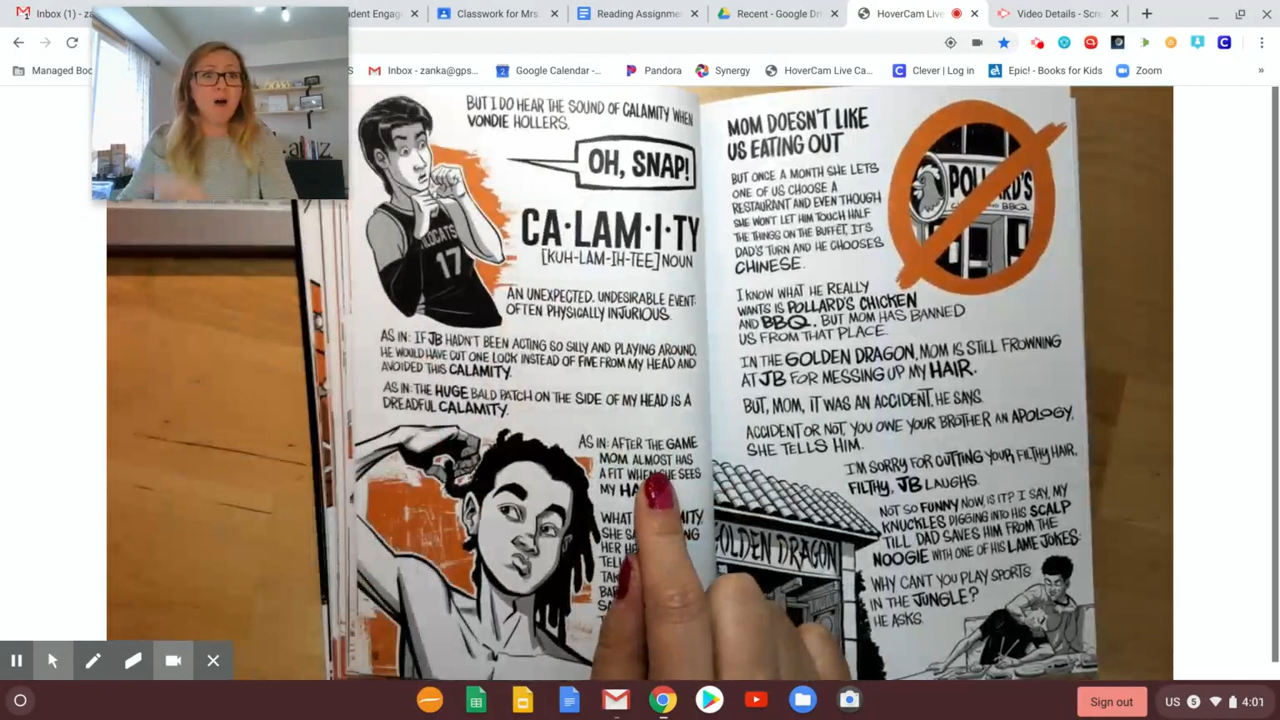 Inbox (1) - za
dent Engag
Classwork for Mrs
Reading Assignme
Recent - Google Dr
HoverCam Live
Video Details - Scre
Managed Boo
Inbox - zanka@gps...
Google Calendar -...
Pandora
Synergy
HoverCam Live Ca...
Clever | Log in
Epic! - Books for Kids
Zoom
»
BUT I DO HEAR THE SOUND OF CALAMITY WHEN
VONDIE HOLLERS.
OH, SNAP!
CA·LAM·I·TY
[KUH-LAM-IH-TEE] NOUN
AN UNEXPECTED, UNDESIRABLE EVENT;
OFTEN PHYSICALLY INJURIOUS.
AS IN: IF JB HADN'T BEEN ACTING SO SILLY AND PLAYING AROUND,
HE WOULD HAVE CUT ONE LOCK INSTEAD OF FIVE FROM MY HEAD AND
AVOIDED THIS CALAMITY.
AS IN: THE HUGE BALD PATCH ON THE SIDE OF MY HEAD IS A
DREADFUL CALAMITY.
AS IN: AFTER THE GAME
MOM ALMOST HAS
A FIT WHEN SHE SEES
MY HA
WHAT
SHE SA
HER HE
TEL
TAK
BAR
SA
LDCATS
17
MOM DOESN'T LIKE
US EATING OUT
BUT ONCE A MONTH SHE LETS
ONE OF US CHOOSE A
RESTAURANT AND EVEN THOUGH
SHE WON'T LET HIM TOUCH HALF
THE THINGS ON THE BUFFET, IT'S
DAD'S TURN AND HE CHOOSES
CHINESE.
POLLARD'S
BBQ
I KNOW WHAT HE REALLY
WANTS IS POLLARD'S CHICKEN
AND BBQ, BUT MOM HAS BANNED
US FROM THAT PLACE.
IN THE GOLDEN DRAGON, MOM IS STILL FROWNING
AT JB FOR MESSING UP MY HAIR.
BUT, MOM, IT WAS AN ACCIDENT, HE SAYS.
ACCIDENT OR NOT, YOU OWE YOUR BROTHER AN APOLOGY,
SHE TELLS HIM.
I'M SORRY FOR CUTTING YOUR FILTHY HAIR,
FILTHY, JB LAUGHS.
NOT SO FUNNY NOW, IS IT? I SAY, MY
KNUCKLES DIGGING INTO HIS SCALP
TILL DAD SAVES HIM FROM THE
NOOGIE WITH ONE OF HIS LAME JOKES:
WHY CAN'T YOU PLAY SPORTS
IN THE JUNGLE?
HE ASKS.
OLDEN DRAGON
Sign out
US
5
4:01